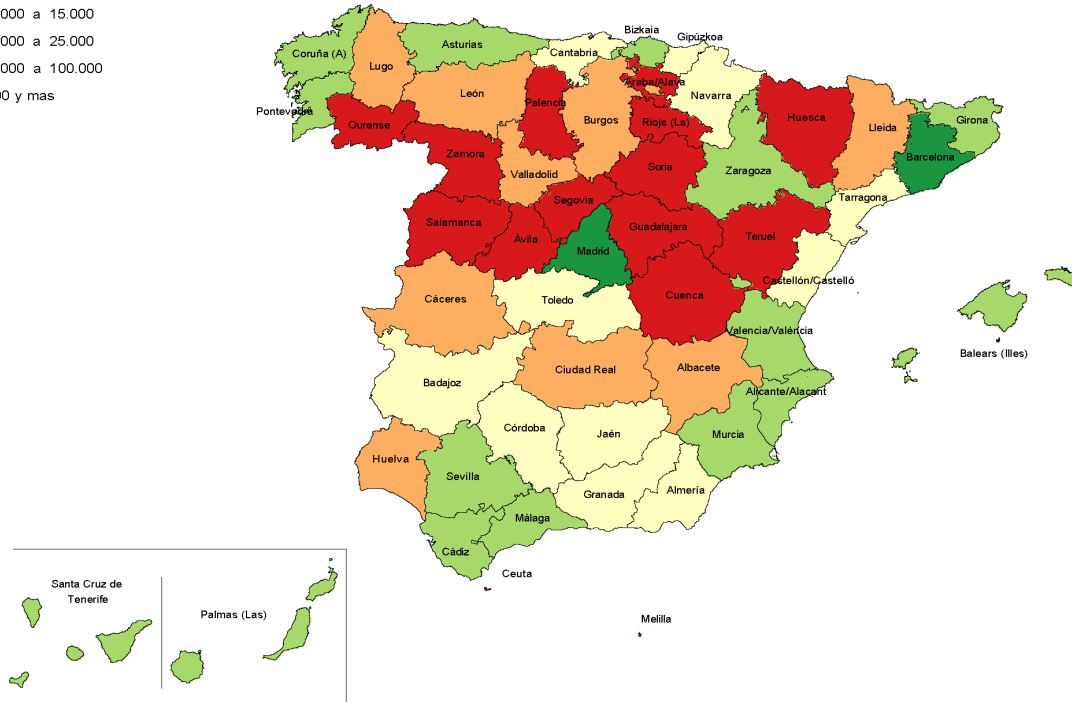 000 a 15.000
000 a 25.000
000 a 100.000
00 y mas
Bizkaia
Gipúzkoa
Coruña (A)
Asturias
Cantabria
Lugo
Araba/Álava
León
Navarra
Palencia
Pontevedra
Burgos
Huesca
Girona
Ourense
Rioja (La)
Lleida
Zamora
Barcelona
Soria
Zaragoza
Valladolid
Tarragona
Segovia
Salamanca
Guadalajara
Ávila
Teruel
Madrid
Castellón/Castelló
Cuenca
Cáceres
Toledo
Valencia/València
Balears (Illes)
Ciudad Real
Albacete
Badajoz
Alicante/Alacant
Córdoba
Jaén
Murcia
Huelva
Sevilla
Granada
Almería
Málaga
Cádiz
Ceuta
Santa Cruz de
Tenerife
Palmas (Las)
Melilla